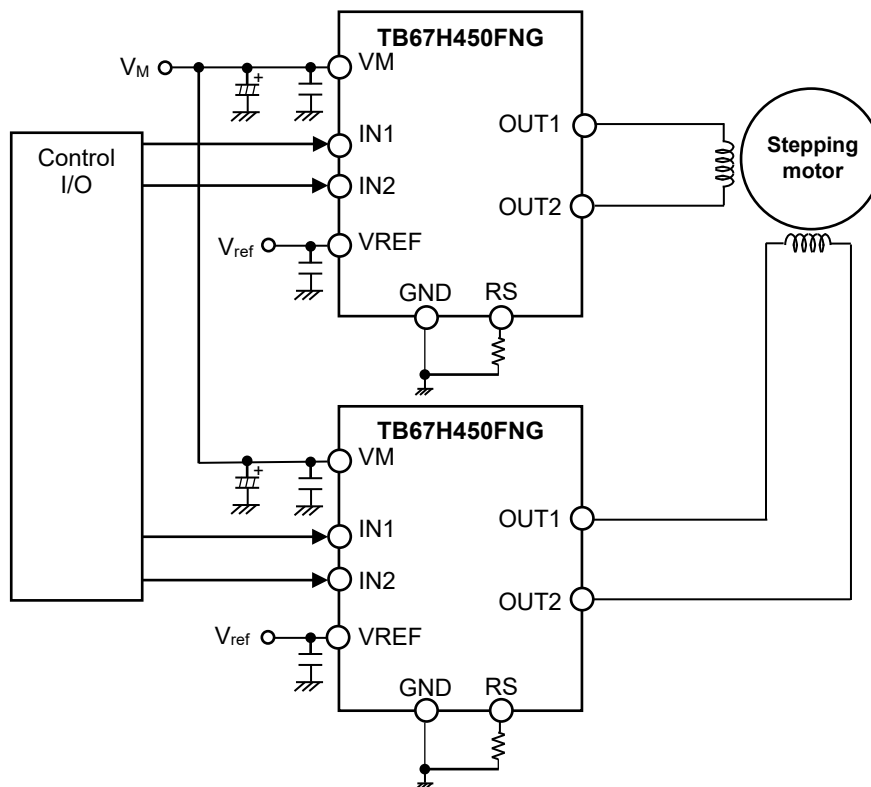 TB67H450FNG
VM
VM
+
OUT1
Stepping
motor
Control
I/O
IN1
IN2
OUT2
Vref
VREF
GND
RS
TB67H450FNG
VM
+
OUT1
IN1
IN2
OUT2
Vref
VREF
GND
RS